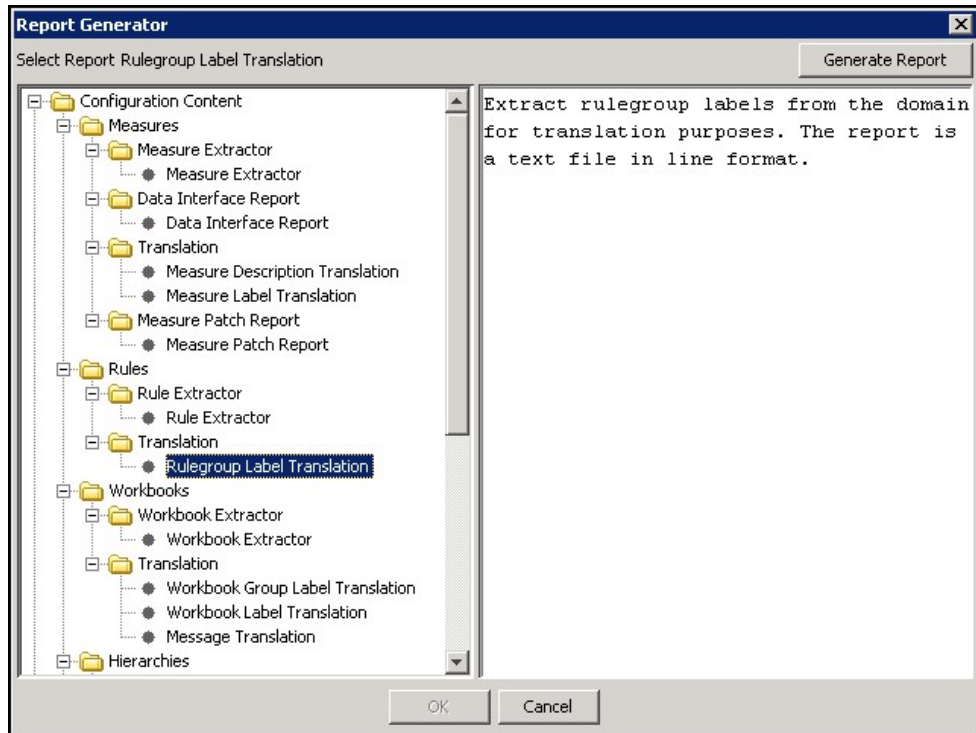 Report Generator
Select Report Rulegroup Label Translation
Generate Report
Configuration Content
Measures
Measure Extractor
Measure Extractor
Data Interface Report
Data Interface Report
Translation
Measure Description Translation
Measure Label Translation
Measure Patch Report
Measure Patch Report
Rules
Rule Extractor
Rule Extractor
Translation
Rulegroup Label Translation
Workbooks
Workbook Extractor
Workbook Extractor
Translation
Workbook Group Label Translation
Workbook Label Translation
Message Translation
Hierarchies
Extract rulegroup labels from the domain
for translation purposes. The report is
a text file in line format.
OK
Cancel